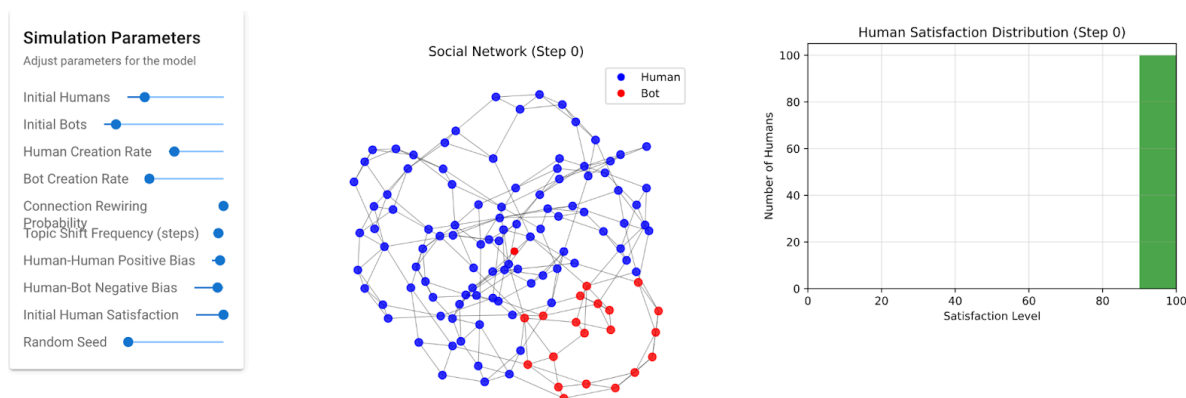 Simulation Parameters
Adjust parameters for the model
Initial Humans
Initial Bots
Human Creation Rate
Bot Creation Rate
Connection Rewiring
Probability
Topic Shift Frequency (steps)
Human-Human Positive Bias
Human-Bot Negative Bias
Initial Human Satisfaction
Random Seed
Social Network (Step 0)
Human
Bot
Human Satisfaction Distribution (Step 0)
Number of Humans
100
80
60
40
20
0
0 20 40 60 80 100
Satisfaction Level